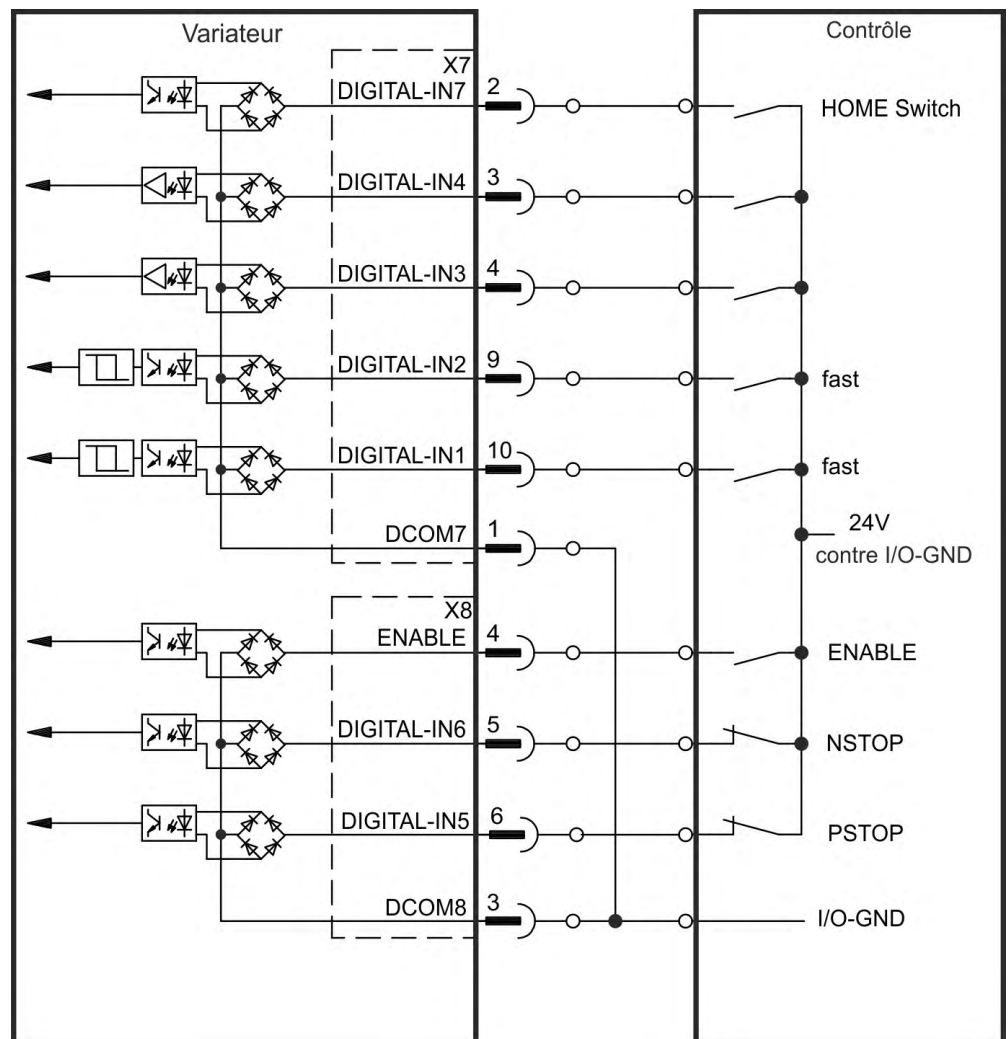 Variateur
Contrôle
X7
DIGITAL-IN7 2 HOME Switch
DIGITAL-IN4 3
DIGITAL-IN3 4
DIGITAL-IN2 9 fast
DIGITAL-IN1 10 fast
DCOM7 1
24V
contre I/O-GND
X8
ENABLE 4 ENABLE
DIGITAL-IN6 5 NSTOP
DIGITAL-IN5 6 PSTOP
DCOM8 3 I/O-GND